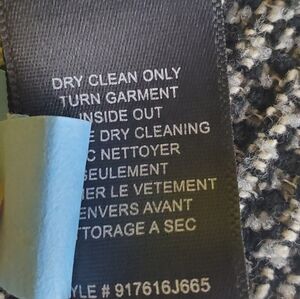 DRY CLEAN ONLY
TURN GARMENT
INSIDE OUT
DRY CLEANING
NETTOYER
SEULEMENT
LE VETEMENT
ENVERS AVANT
A SEC
# 917616J665